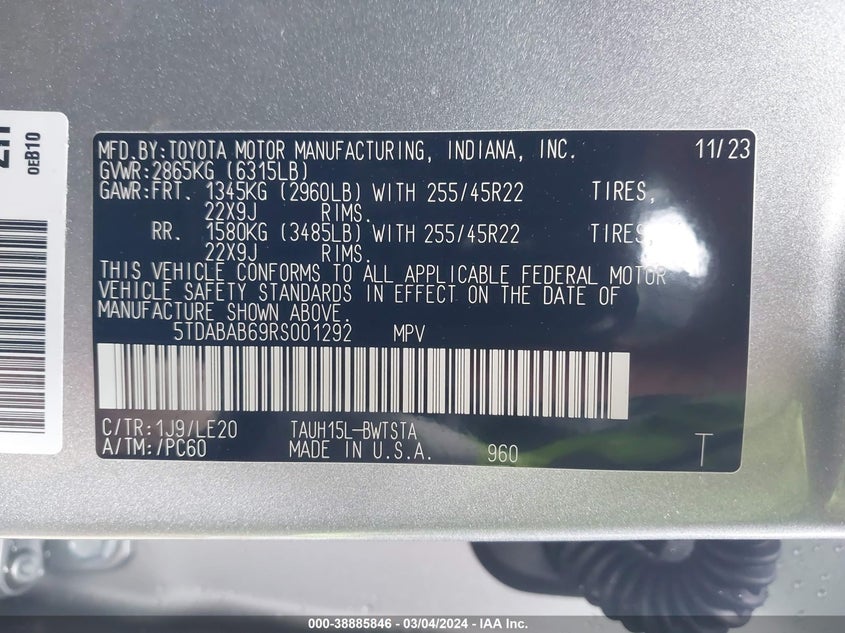 MFD.BY:TOYOTA MOTOR MANUFACTURING, INDIANA, INC. 11/23
GVWR:2865KG (6315LB)
GAWR:FRT. 1345KG (2960LB) WITH 255/45R22 TIRES,
22X9J RIMS.
RR. 1580KG (3485LB) WITH 255/45R22 TIRES,
22X9J RIMS.
THIS VEHICLE CONFORMS TO ALL APPLICABLE FEDERAL MOTOR
VEHICLE SAFETY STANDARDS IN EFFECT ON THE DATE OF
MANUFACTURE SHOWN ABOVE.
5TDABAB69RS001292 MPV
C/TR:1J9/LE20 TAUH15L-BWTSTA
A/TM:/PC60 MADE IN U.S.A. 960 T
0EB10
000-38885846 - 03/04/2024 - IAA Inc.